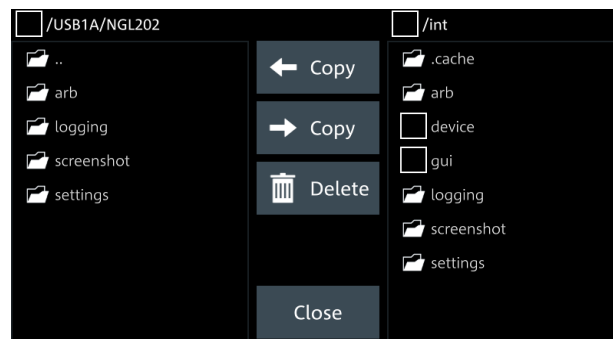 /USB1A/NGL202
..
arb
logging
screenshot
settings
Copy
Copy
Delete
Close
/int
.cache
arb
device
gui
logging
screenshot
settings